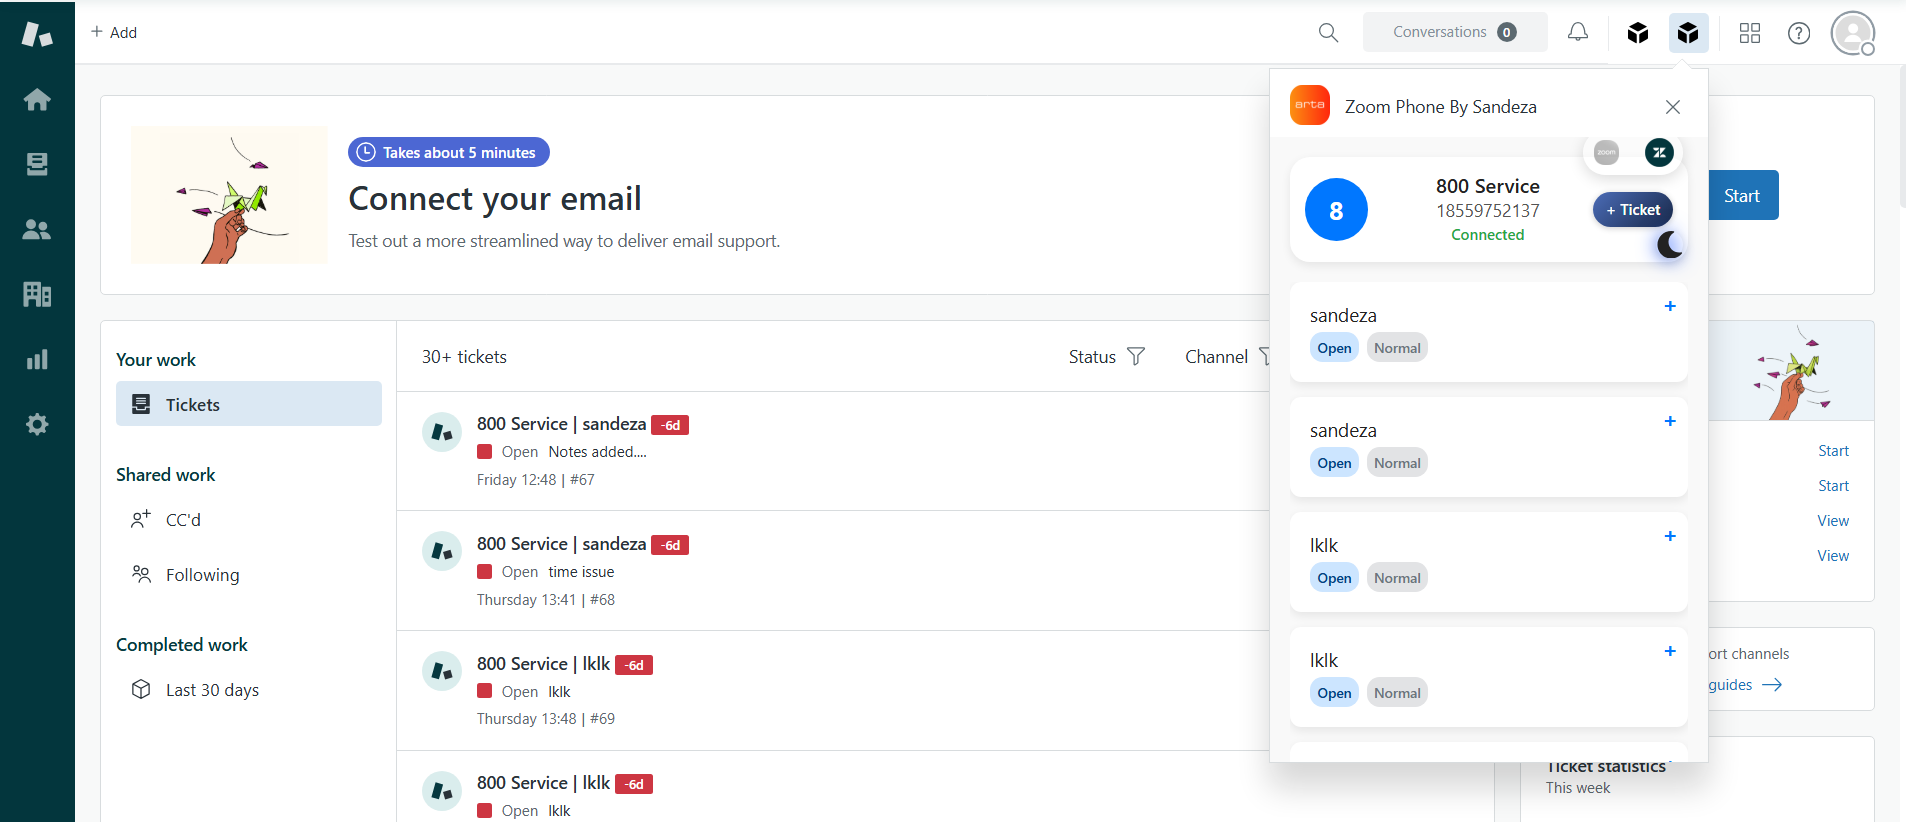 Add
Conversations 0
Takes about 5 minutes
Connect your email
Test out a more streamlined way to deliver email support.
Start
arta
Zoom Phone By Sandeza
zoom
8
800 Service
18559752137
Connected
+ Ticket
sandeza
Open Normal
sandeza
Open Normal
lklk
Open Normal
lklk
Open Normal
Your work
Tickets
Shared work
CC'd
Following
Completed work
Last 30 days
30+ tickets
Status
Channel
800 Service | sandeza -6d
Open Notes added....
Friday 12:48 | #67
800 Service | sandeza -6d
Open time issue
Thursday 13:41 | #68
800 Service | lklk -6d
Open lklk
Thursday 13:48 | #69
800 Service | lklk -6d
Open lklk
Start
Start
View
View
ort channels
guides
Ticket statistics
This week